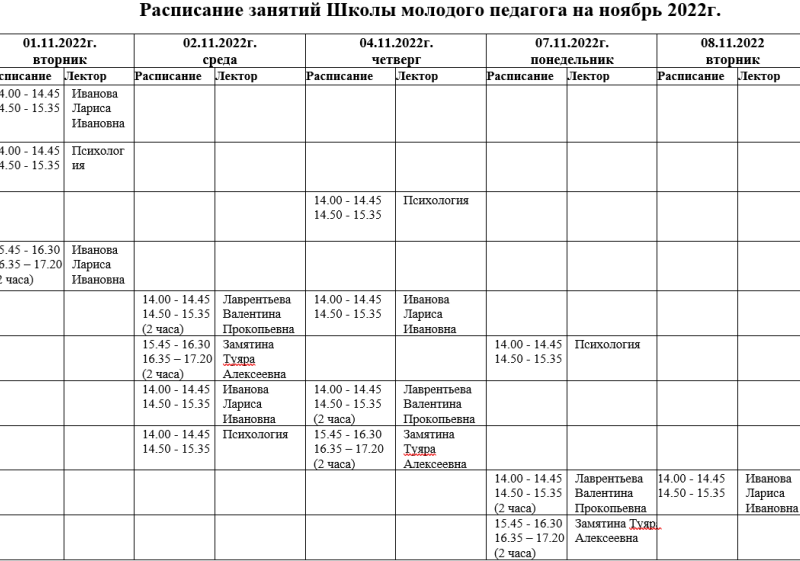 Расписание занятий Школы молодого педагога на ноябрь 2022г.
01.11.2022г. 02.11.2022г. 04.11.2022г. 07.11.2022г. 08.11.2022
вторник среда четверг понедельник вторник
списание Лектор Расписание Лектор Расписание Лектор Расписание Лектор Расписание Лектор
4.00 - 14.45 Иванова
4.50 - 15.35 Лариса
Ивановна
4.00 - 14.45 Психолог
4.50 - 15.35 ия
14.00 - 14.45 Психология
14.50 - 15.35
5.45 - 16.30 Иванова
6.35 – 17.20 Лариса
2 часа) Ивановна
14.00 - 14.45 Лаврентьева 14.00 - 14.45 Иванова
14.50 - 15.35 Валентина 14.50 - 15.35 Лариса
(2 часа) Прокопьевна Ивановна
15.45 - 16.30 Замятина 14.00 - 14.45 Психология
16.35 – 17.20 Туяра 14.50 - 15.35
(2 часа) Алексеевна
14.00 - 14.45 Иванова 14.00 - 14.45 Лаврентьева
14.50 - 15.35 Лариса 14.50 - 15.35 Валентина
Ивановна (2 часа) Прокопьевна
14.00 - 14.45 Психология 15.45 - 16.30 Замятина
14.50 - 15.35 16.35 – 17.20 Туяра
(2 часа) Алексеевна
14.00 - 14.45 Лаврентьева 14.00 - 14.45 Иванова
14.50 - 15.35 Валентина 14.50 - 15.35 Лариса
(2 часа) Прокопьевна Ивановна
15.45 - 16.30 Замятина Туяр
16.35 – 17.20 Алексеевна
(2 часа)